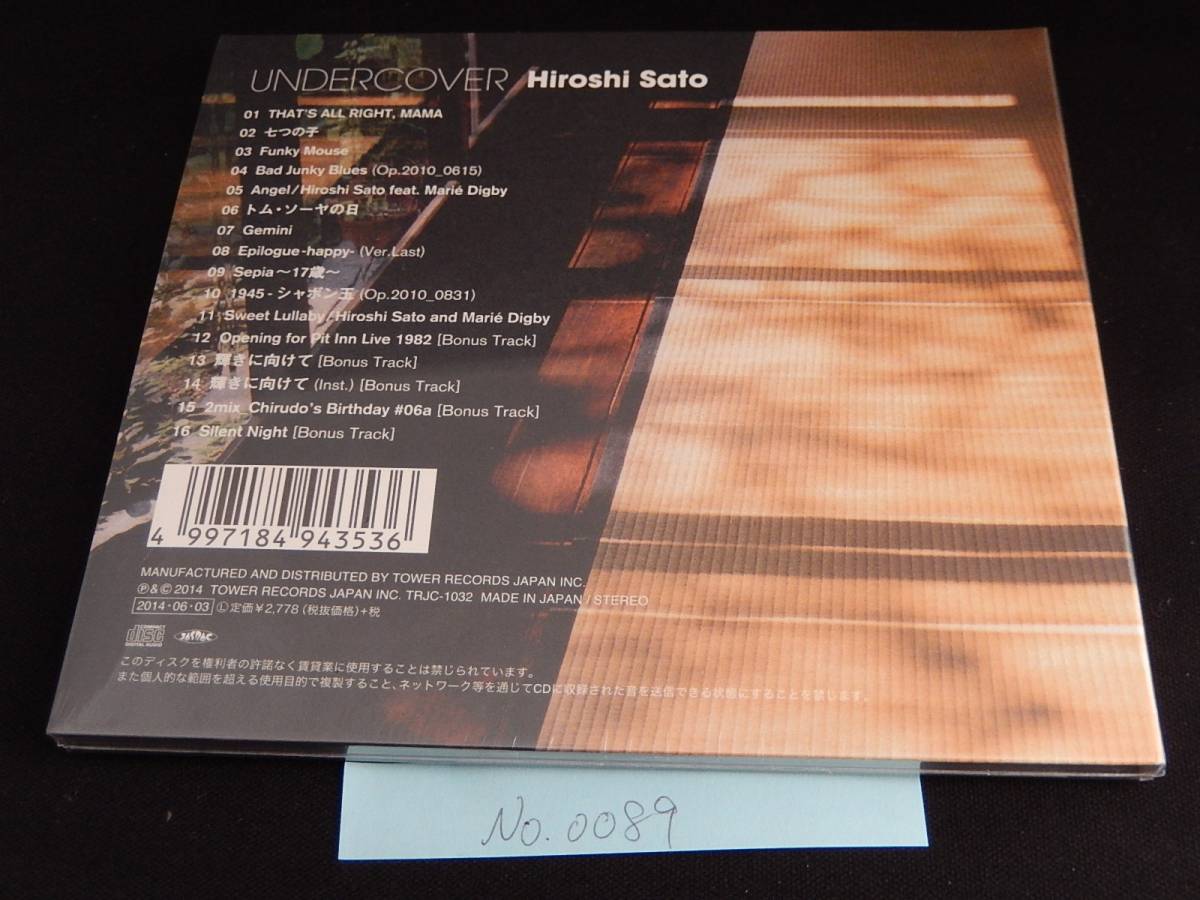 UNDERCOVER Hiroshi Sato
01 THAT'S ALL RIGHT, MAMA
02 七つの子
03 Funky Mouse
04 Bad Junky Blues (Op.2010_0615)
05 Angel/Hiroshi Sato feat. Marié Digby
06 トム・ソーヤの日
07 Gemini
08 Epilogue-happy- (Ver.Last)
09 Sepia〜17歳〜
10 1945 - シャボン玉 (Op.2010_0831)
11 Sweet Lullaby/Hiroshi Sato and Marié Digby
12 Opening for Pit Inn Live 1982 [Bonus Track]
13 輝きに向けて [Bonus Track]
14 輝きに向けて (Inst.) [Bonus Track]
15 2mix_Chirudo's Birthday #06a [Bonus Track]
16 Silent Night [Bonus Track]
4 997184 943536
MANUFACTURED AND DISTRIBUTED BY TOWER RECORDS JAPAN INC.
℗&© 2014 TOWER RECORDS JAPAN INC. TRJC-1032 MADE IN JAPAN / STEREO
2014・06・03 Ⓛ定価¥2,778 (税抜価格)+税
COMPACT disc DIGITAL AUDIO JASRAC
このディスクを権利者の許諾なく賃貸業に使用することは禁じられています。
また個人的な範囲を超える使用目的で複製すること、ネットワーク等を通じてCDに収録された音を送信できる状態にすることを禁じます。
No. 0089